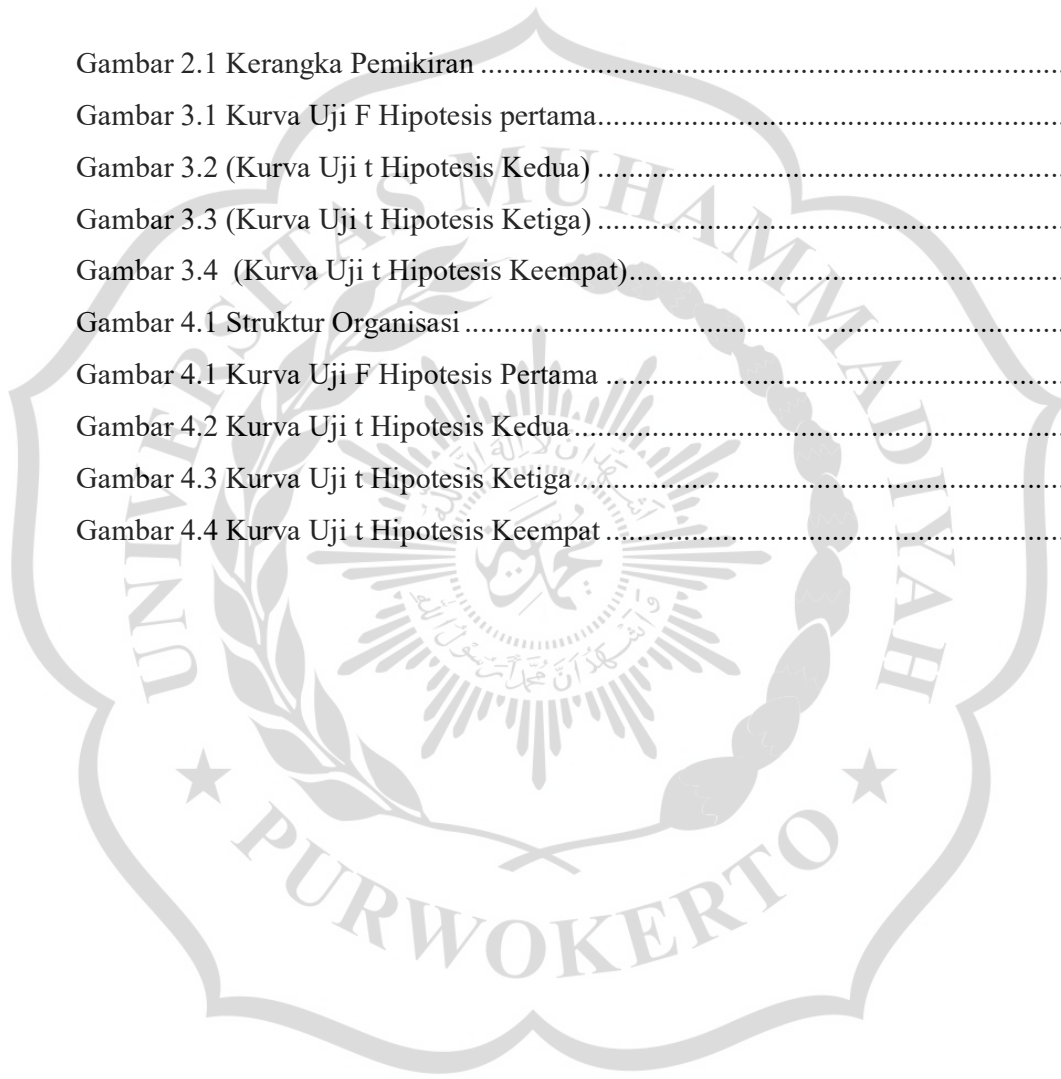 Gambar 2.1 Kerangka Pemikiran ........................................................................
Gambar 3.1 Kurva Uji F Hipotesis pertama........................................................
Gambar 3.2 (Kurva Uji t Hipotesis Kedua) ........................................................
Gambar 3.3 (Kurva Uji t Hipotesis Ketiga) ........................................................
Gambar 3.4  (Kurva Uji t Hipotesis Keempat)....................................................
Gambar 4.1 Struktur Organisasi ..........................................................................
Gambar 4.1 Kurva Uji F Hipotesis Pertama .......................................................
Gambar 4.2 Kurva Uji t Hipotesis Kedua ...........................................................
Gambar 4.3 Kurva Uji t Hipotesis Ketiga...........................................................
Gambar 4.4 Kurva Uji t Hipotesis Keempat .......................................................
UNIVERSITAS MUHAMMADIYAH
PURWOKERTO